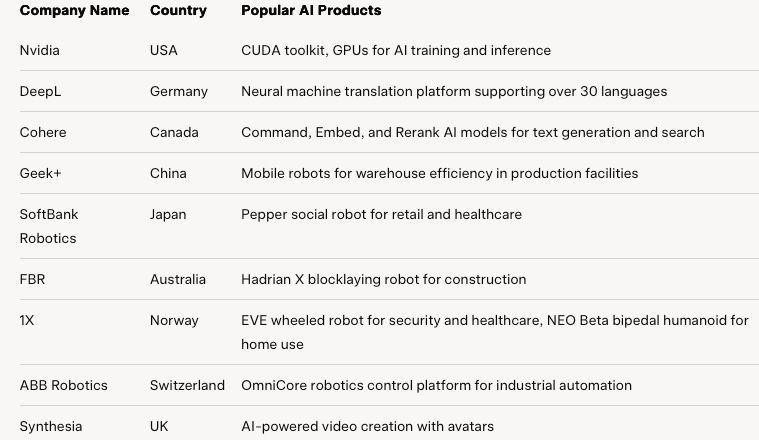 Company Name Country Popular AI Products
Nvidia USA CUDA toolkit, GPUs for AI training and inference
DeepL Germany Neural machine translation platform supporting over 30 languages
Cohere Canada Command, Embed, and Rerank AI models for text generation and search
Geek+ China Mobile robots for warehouse efficiency in production facilities
SoftBank Japan Pepper social robot for retail and healthcare
Robotics
FBR Australia Hadrian X blocklaying robot for construction
1X Norway EVE wheeled robot for security and healthcare, NEO Beta bipedal humanoid for
home use
ABB Robotics Switzerland OmniCore robotics control platform for industrial automation
Synthesia UK AI-powered video creation with avatars